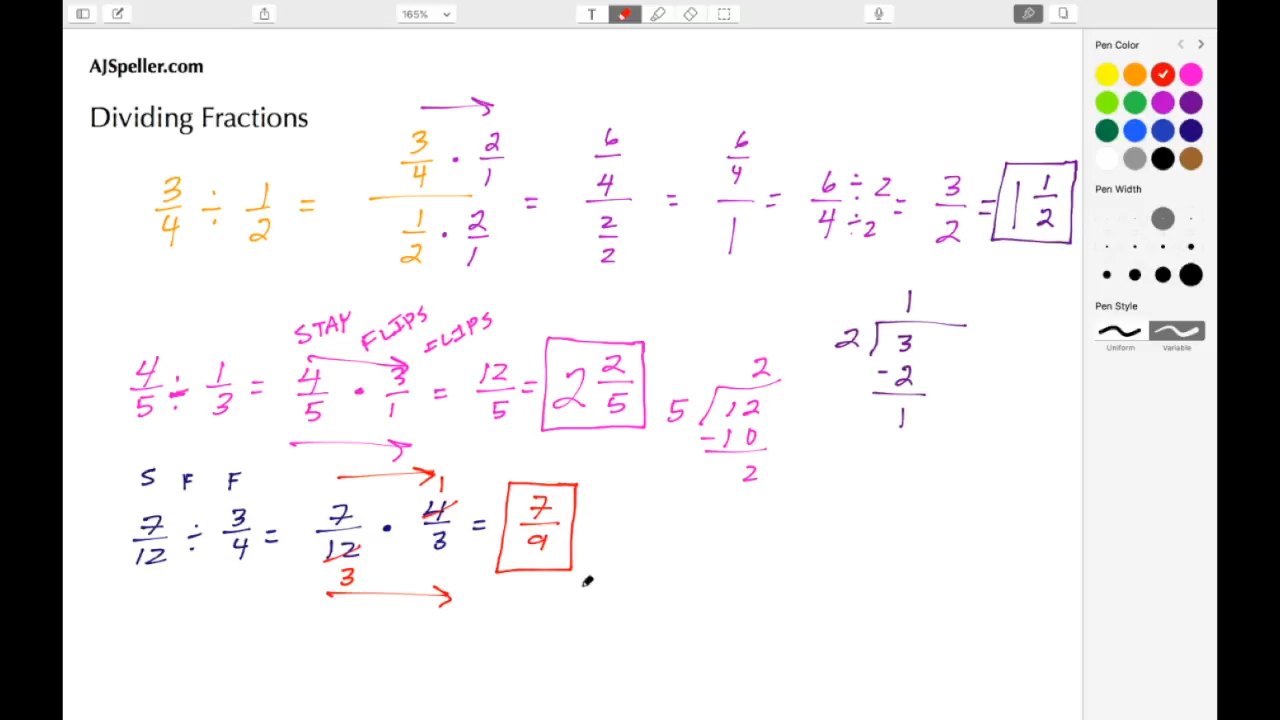 165%
T
Pen Color
AJSpeller.com
Dividing Fractions
3/4 ÷ 1/2 = (3/4 · 2/1)/(1/2 · 2/1) = (6/4)/(2/2) = (6/4)/1 = 6÷2/4÷2 = 3/2 = 1 1/2
Pen Width
Pen Style
Uniform Variable
STAY FLIPS FLIPS
4/5 ÷ 1/3 = 4/5 · 3/1 = 12/5 = 2 2/5
2
5 12
-10
2
1
2 3
-2
1
S F F
7/12 ÷ 3/4 = 7/12 · 4/3 = 7/9
1
3